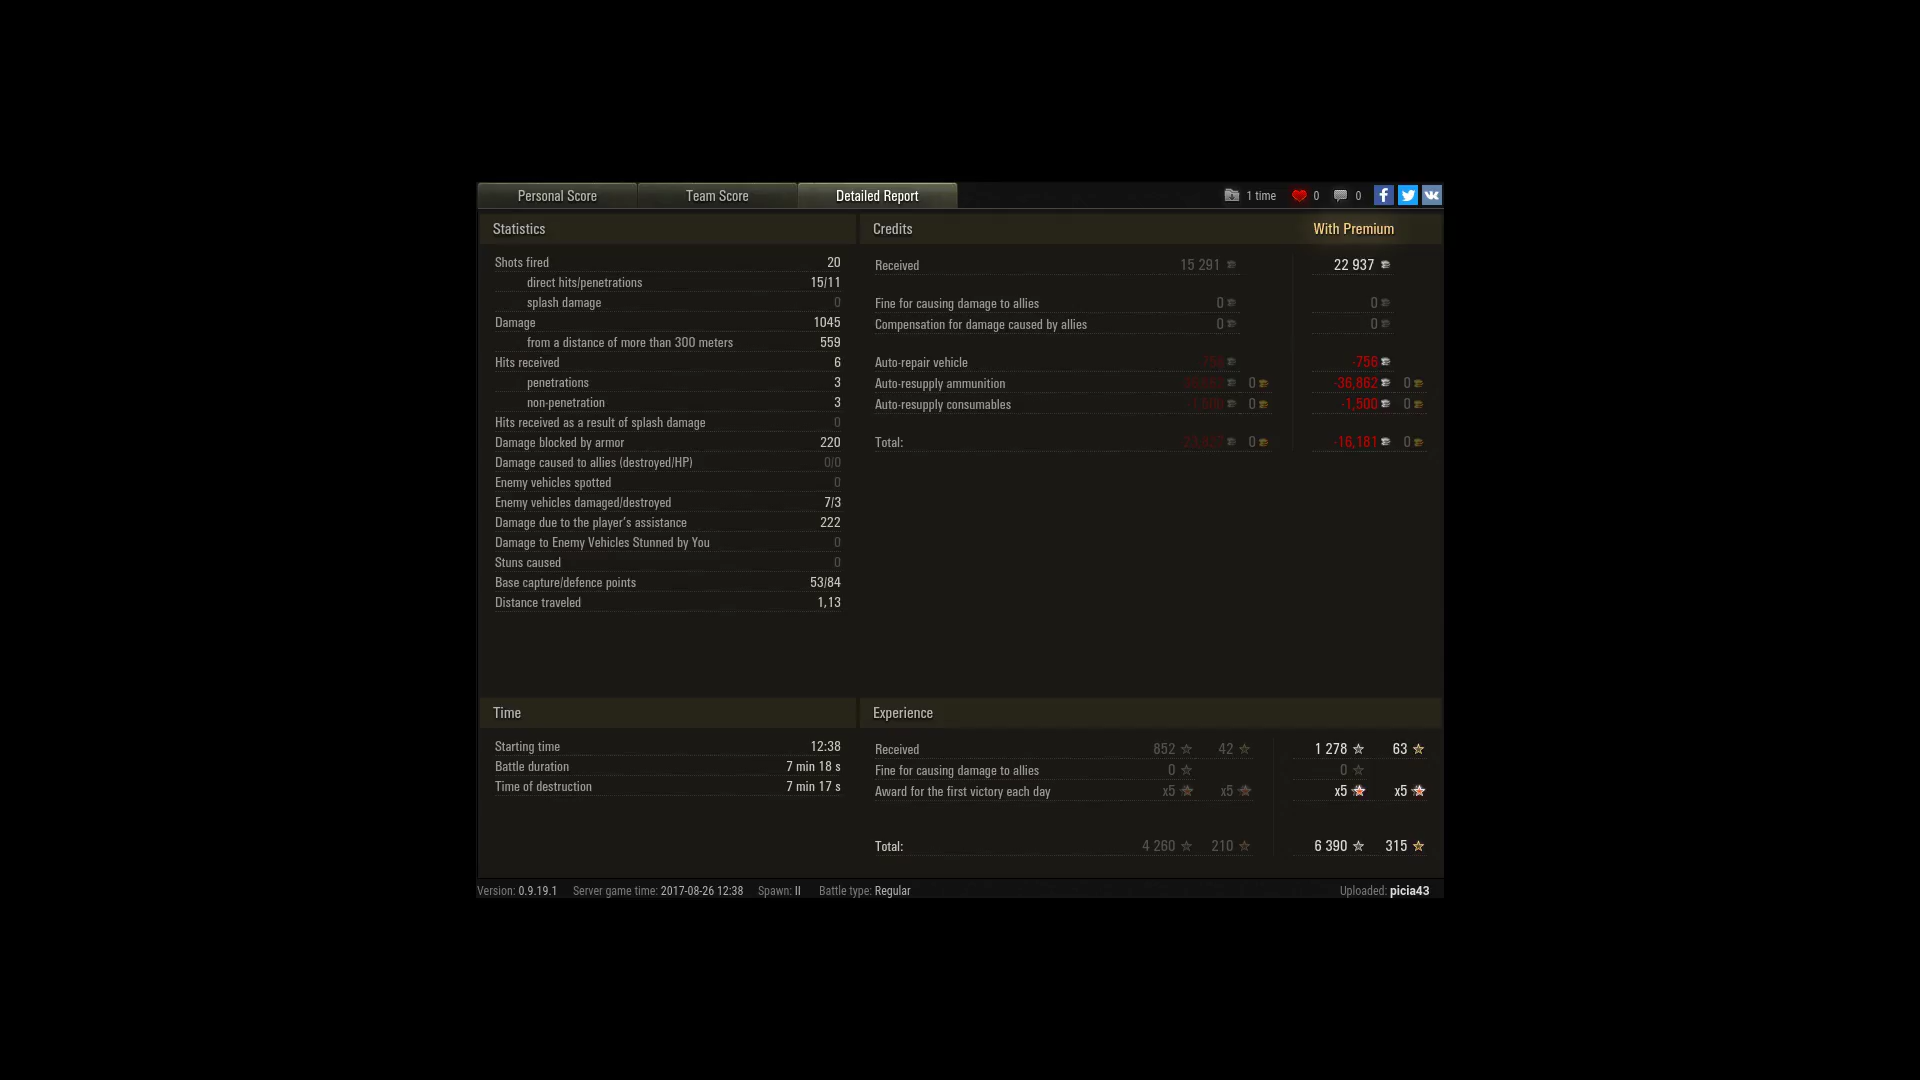 Personal Score Team Score Detailed Report 1 time 0 0
Statistics
Shots fired 20
direct hits/penetrations 15/11
splash damage 0
Damage 1045
from a distance of more than 300 meters 559
Hits received 6
penetrations 3
non-penetration 3
Hits received as a result of splash damage 0
Damage blocked by armor 220
Damage caused to allies (destroyed/HP) 0/0
Enemy vehicles spotted 0
Enemy vehicles damaged/destroyed 7/3
Damage due to the player's assistance 222
Damage to Enemy Vehicles Stunned by You 0
Stuns caused 0
Base capture/defence points 53/84
Distance traveled 1,13
Credits With Premium
Received 15 291 22 937
Fine for causing damage to allies 0 0
Compensation for damage caused by allies 0 0
Auto-repair vehicle -756
Auto-resupply ammunition 0 -36,862 0
Auto-resupply consumables 0 -1,500 0
Total: 0 -16,181 0
Time
Starting time 12:38
Battle duration 7 min 18 s
Time of destruction 7 min 17 s
Experience
Received 852 42 1 278 63
Fine for causing damage to allies 0 0
Award for the first victory each day x5 x5 x5 x5
Total: 4 260 210 6 390 315
Version: 0.9.19.1 Server game time: 2017-08-26 12:38 Spawn: II Battle type: Regular Uploaded: picia43